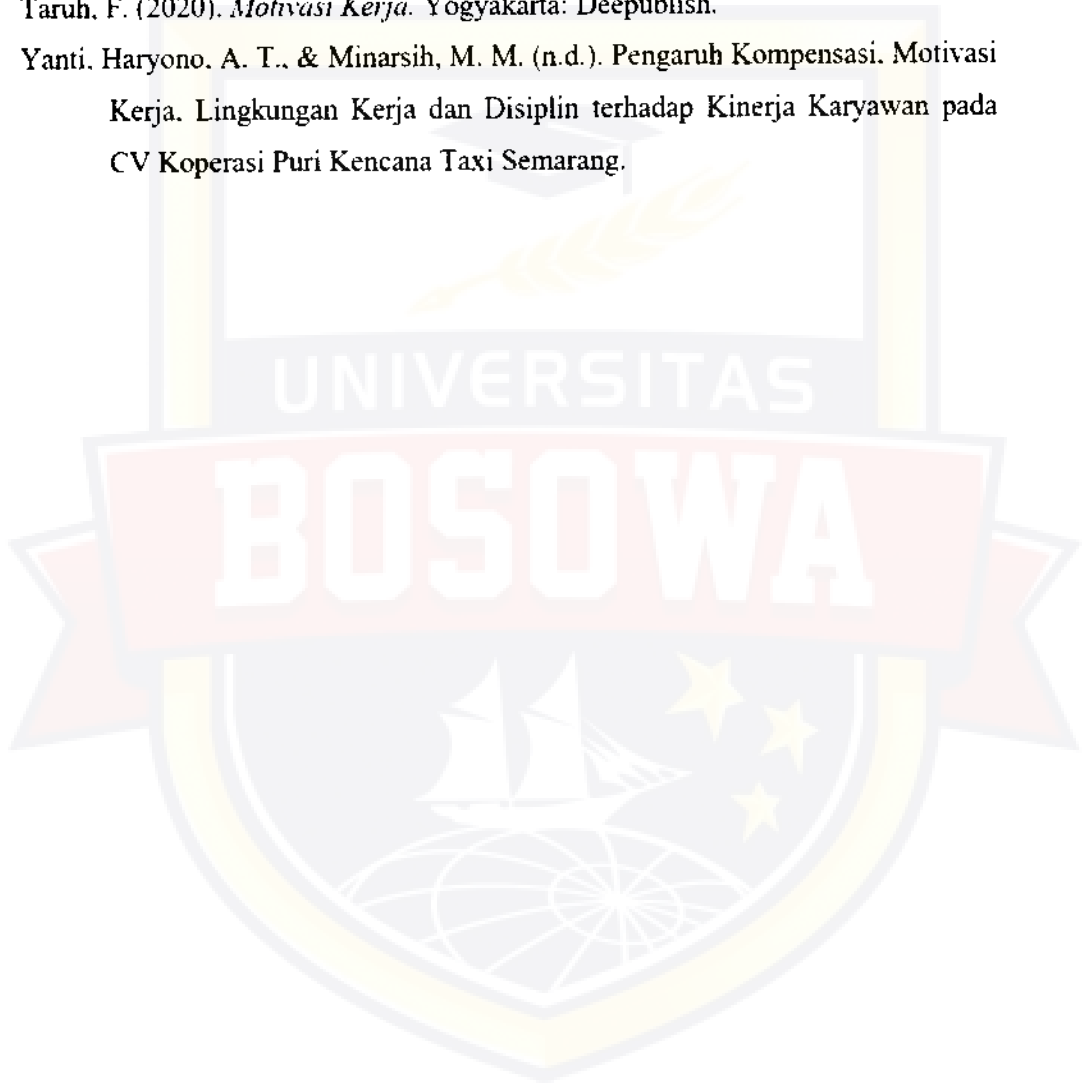 Taruh, F. (2020). Motivasi Kerja. Yogyakarta: Deepublish.
Yanti, Haryono, A. T., & Minarsih, M. M. (n.d.). Pengaruh Kompensasi, Motivasi
Kerja, Lingkungan Kerja dan Disiplin terhadap Kinerja Karyawan pada
CV Koperasi Puri Kencana Taxi Semarang.
UNIVERSITAS
BOSOWA